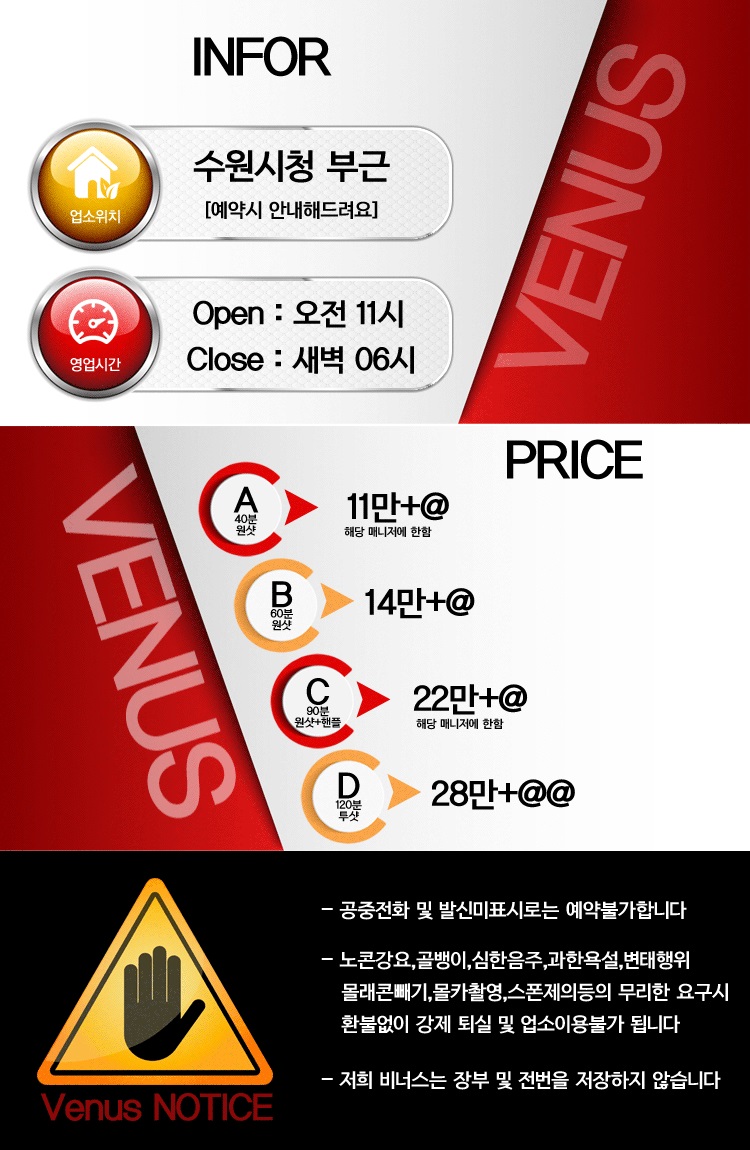 INFOR
VENUS
업소위치
수원시청 부근
[예약시 안내해드려요]
영업시간
Open : 오전 11시
Close : 새벽 06시
PRICE
VENUS
A
40분
원샷
11만+@
해당 매니저에 한함
B
60분
원샷
14만+@
C
90분
원샷+핸플
22만+@
해당 매니저에 한함
D
120분
투샷
28만+@@
- 공중전화 및 발신미표시로는 예약불가합니다
- 노콘강요,골뱅이,심한음주,과한욕설,변태행위
몰래콘빼기,몰카촬영,스폰제의등의 무리한 요구시
환불없이 강제 퇴실 및 업소이용불가 됩니다
- 저희 비너스는 장부 및 전번을 저장하지 않습니다
Venus NOTICE